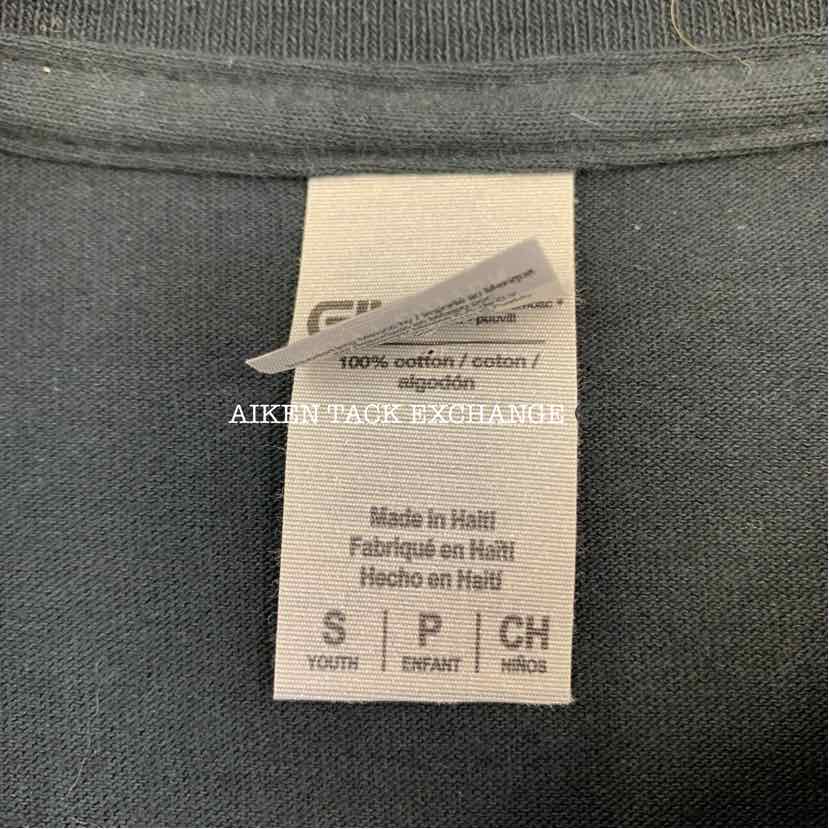 100% cotton / coton /
algodón
AIKEN TACK EXCHANGE
Made in Haiti
Fabriqué en Haïti
Hecho en Haití
S P CH
YOUTH ENFANT NIÑOS